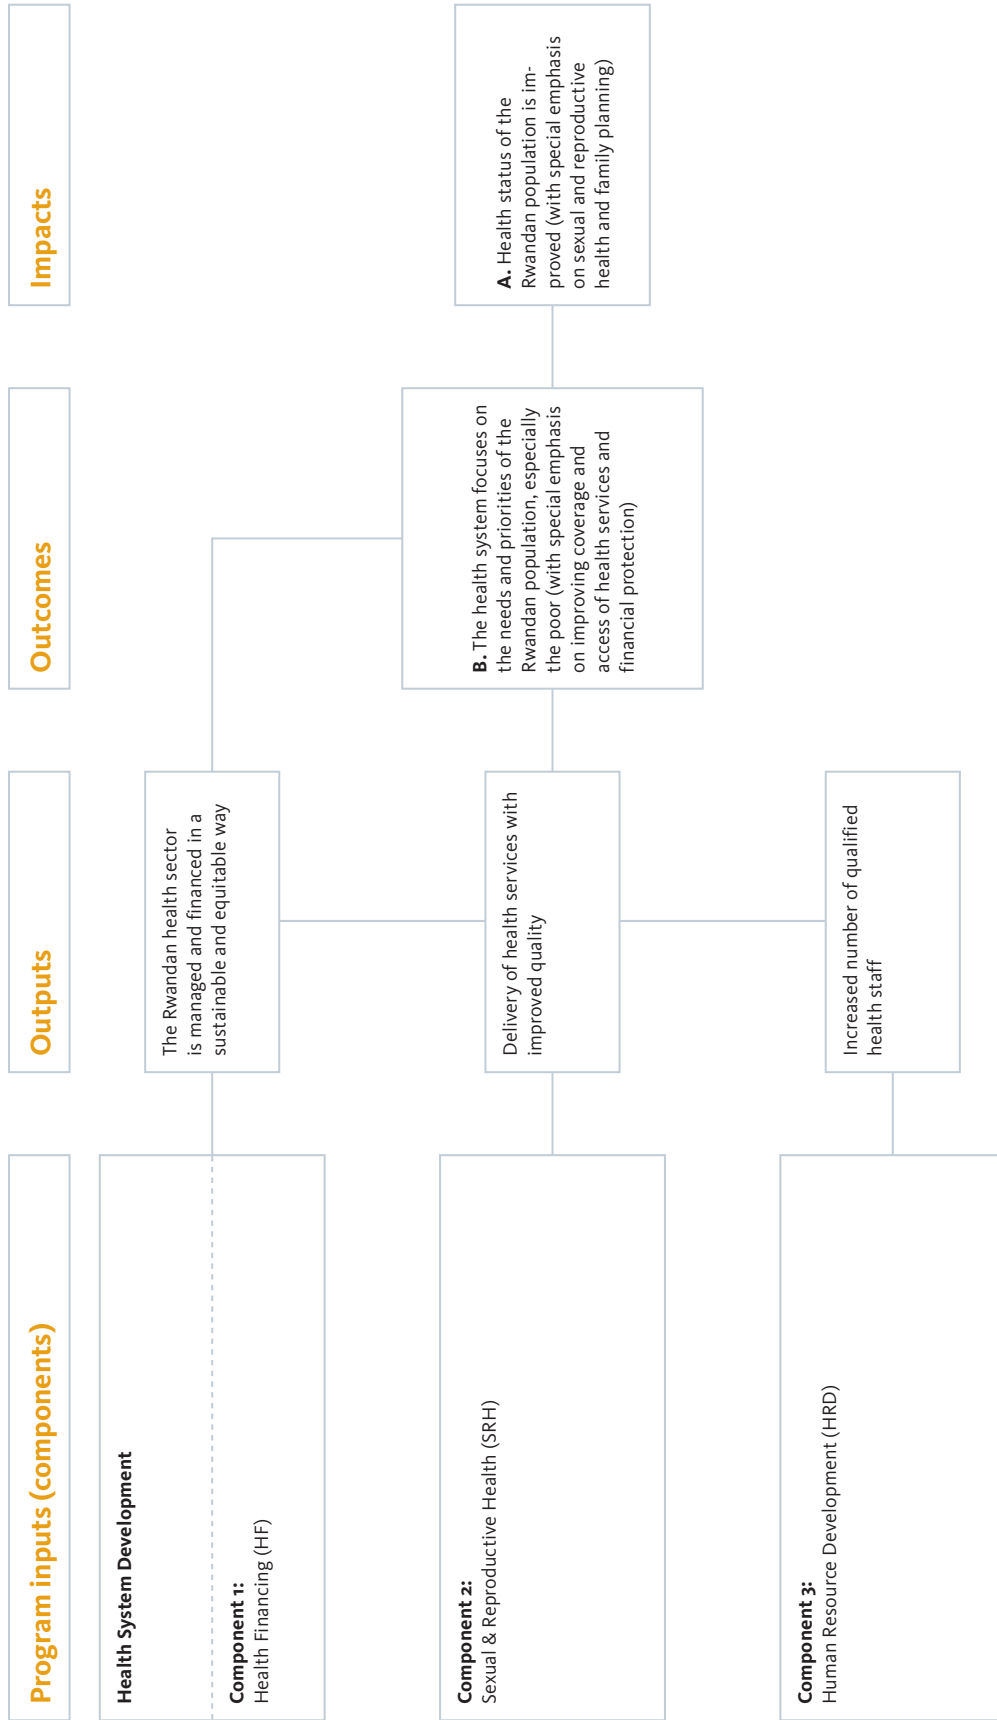 Program inputs (components)
Outputs
Outcomes
Impacts
Health System Development
Component 1:
Health Financing (HF)
The Rwandan health sector
is managed and financed in a
sustainable and equitable way
Component 2:
Sexual & Reproductive Health (SRH)
Delivery of health services with
improved quality
B. The health system focuses on
the needs and priorities of the
Rwandan population, especially
the poor (with special emphasis
on improving coverage and
access of health services and
financial protection)
A. Health status of the
Rwandan population is im-
proved (with special emphasis
on sexual and reproductive
health and family planning)
Component 3:
Human Resource Development (HRD)
Increased number of qualified
health staff